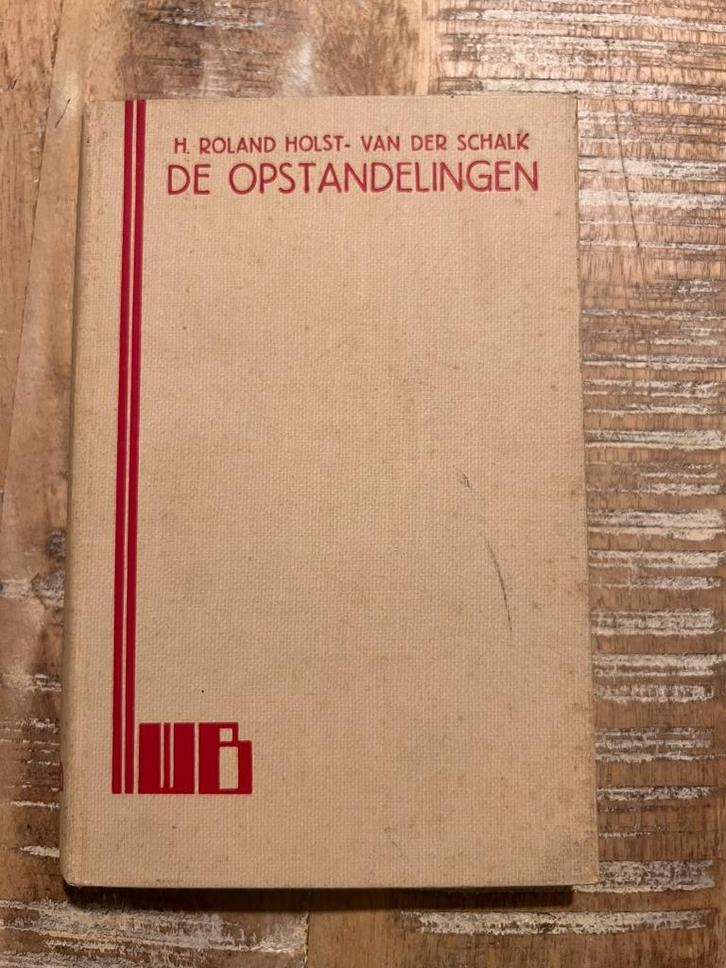 H. ROLAND HOLST- VAN DER SCHALK
DE OPSTANDELINGEN
WB